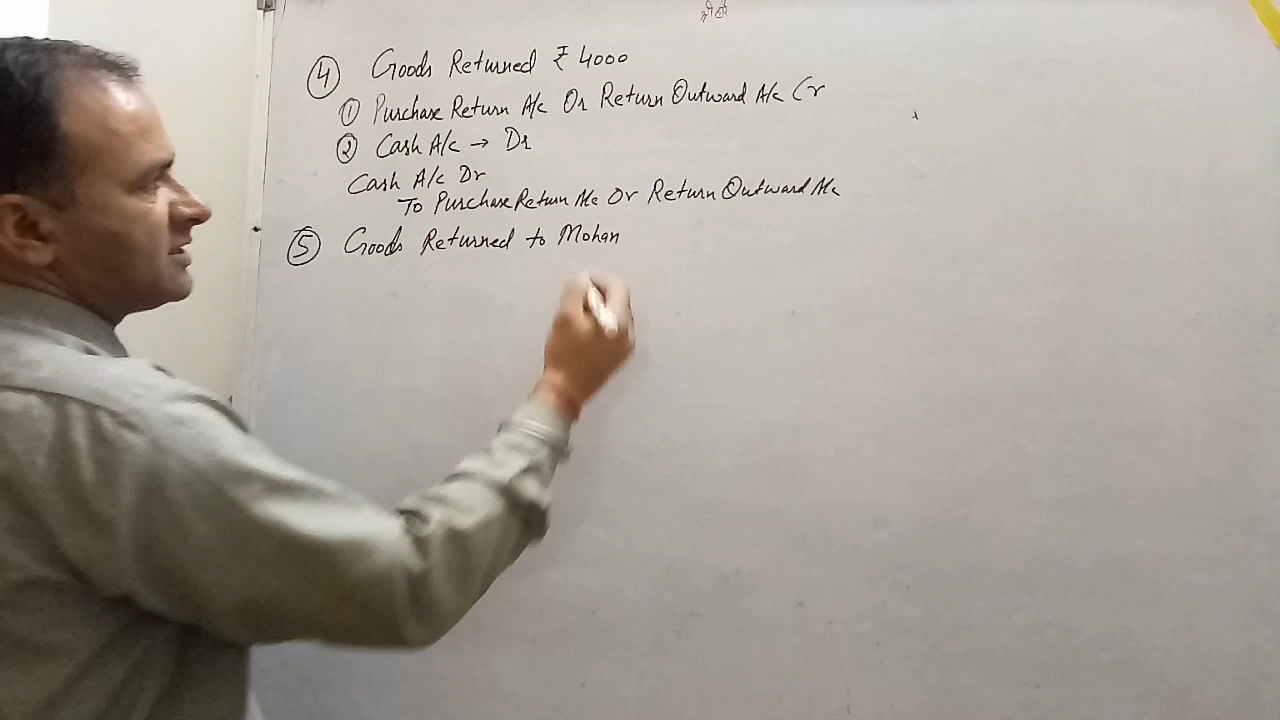 श्री हरि
④ Goods Returned ₹ 4000
① Purchase Return A/c Or Return Outward A/c Cr
② Cash A/c → Dr
Cash A/c Dr
To Purchase Return A/c Or Return Outward A/c
⑤ Goods Returned to Mohan